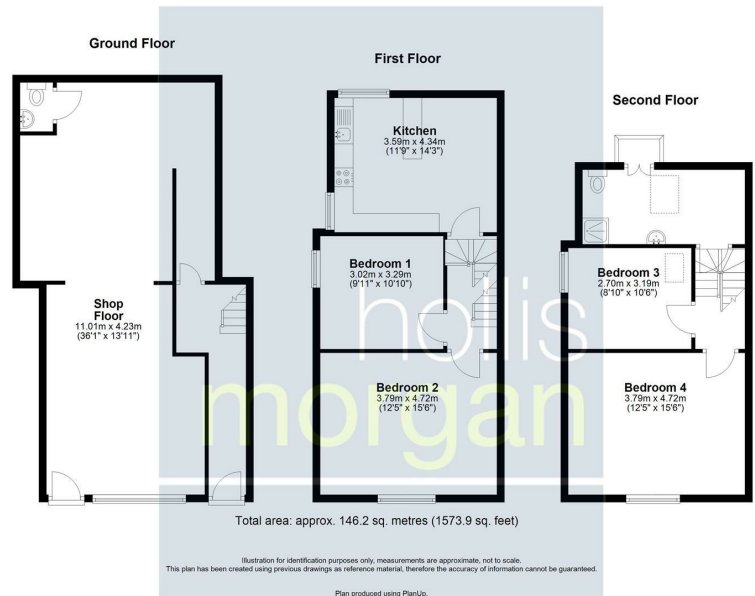 Ground Floor
Shop
Floor
11.01m x 4.23m
(36'1" x 13'11")
First Floor
Kitchen
3.59m x 4.34m
(11'9" x 14'3")
Bedroom 1
3.02m x 3.29m
(9'11" x 10'10")
Bedroom 2
3.79m x 4.72m
(12'5" x 15'6")
Second Floor
Bedroom 3
2.70m x 3.19m
(8'10" x 10'6")
Bedroom 4
3.79m x 4.72m
(12'5" x 15'6")
hollis
morgan
Total area: approx. 146.2 sq. metres (1573.9 sq. feet)
Illustration for identification purposes only, measurements are approximate, not to scale.
This plan has been created using previous drawings as reference material, therefore the accuracy of information cannot be guaranteed.
Plan produced using PlanUp.